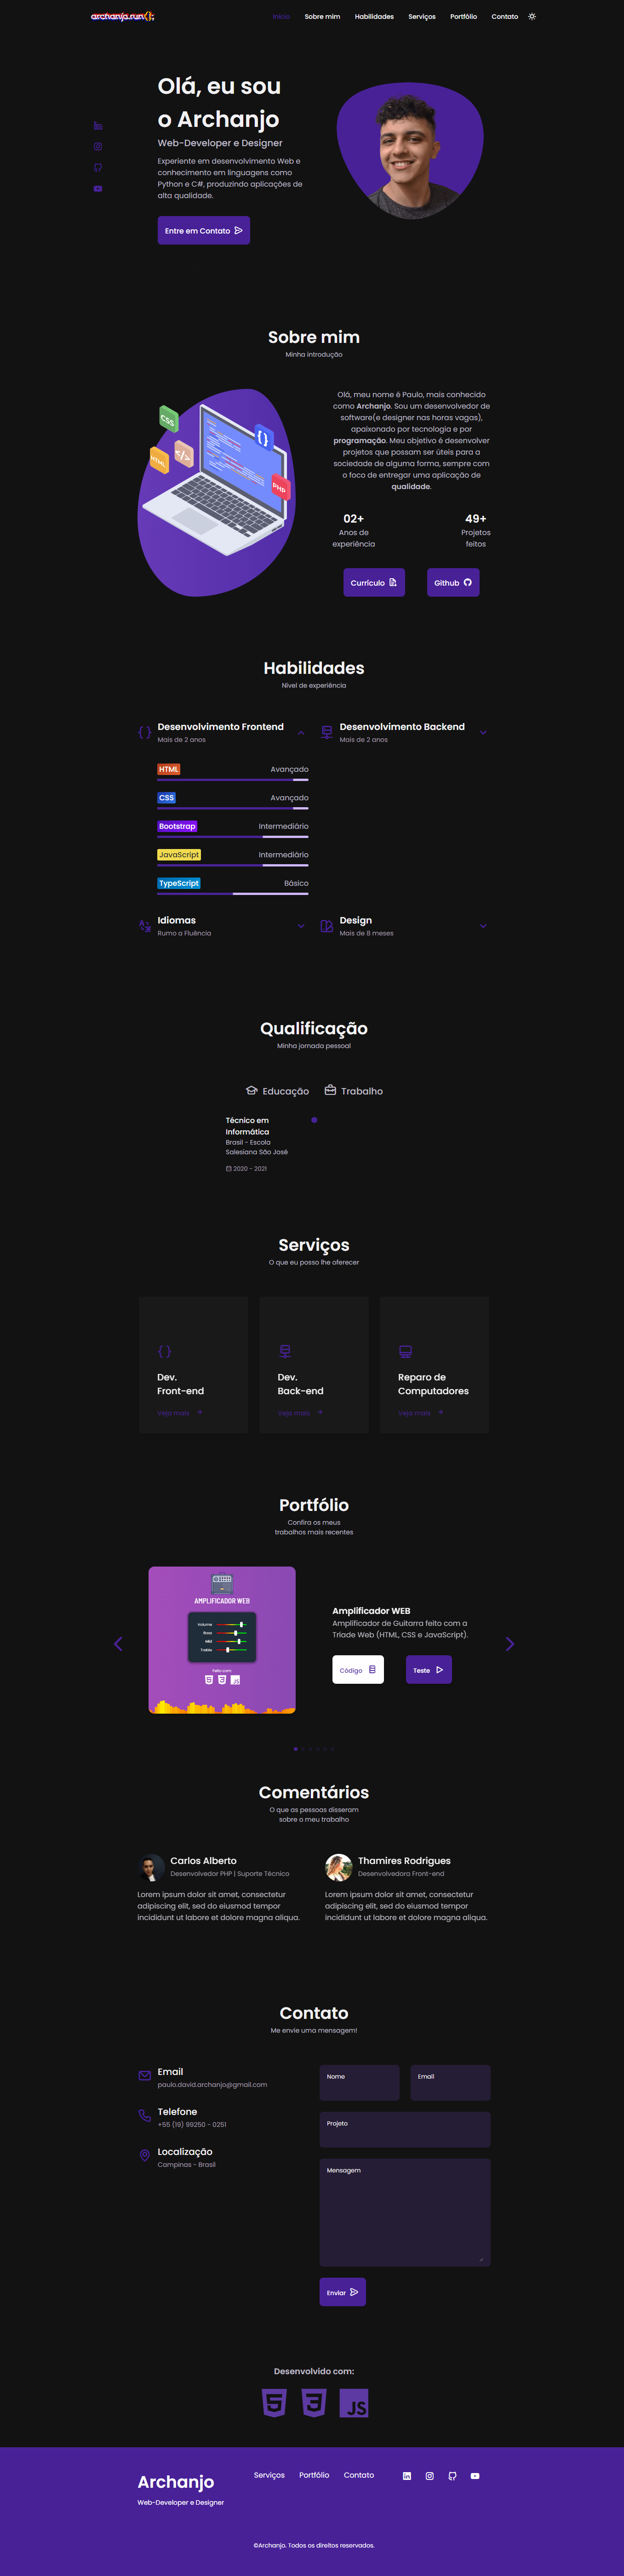 archanjo.run();
Início Sobre mim Habilidades Serviços Portfólio Contato
Olá, eu sou
o Archanjo
Web-Developer e Designer
Experiente em desenvolvimento Web e
conhecimento em linguagens como
Python e C#, produzindo aplicações de
alta qualidade.
Entre em Contato
Sobre mim
Minha introdução
CSS
HTML
</>
{ }
PHP
Olá, meu nome é Paulo, mais conhecido
como Archanjo. Sou um desenvolvedor de
software(e designer nas horas vagas),
apaixonado por tecnologia e por
programação. Meu objetivo é desenvolver
projetos que possam ser úteis para a
sociedade de alguma forma, sempre com
o foco de entregar uma aplicação de
qualidade.
02+
Anos de
experiência
49+
Projetos
feitos
Currículo
Github
Habilidades
Nível de experiência
Desenvolvimento Frontend
Mais de 2 anos
Desenvolvimento Backend
Mais de 2 anos
HTML Avançado
CSS Avançado
Bootstrap Intermediário
JavaScript Intermediário
TypeScript Básico
Idiomas
Rumo a Fluência
Design
Mais de 8 meses
Qualificação
Minha jornada pessoal
Educação Trabalho
Técnico em
Informática
Brasil - Escola
Salesiana São José
2020 - 2021
Serviços
O que eu posso lhe oferecer
Dev.
Front-end
Veja mais
Dev.
Back-end
Veja mais
Reparo de
Computadores
Veja mais
Portfólio
Confira os meus
trabalhos mais recentes
AMPLIFICADOR WEB
Volume
Bass
Mid
Treble
Feito com:
Amplificador WEB
Amplificador de Guitarra feito com a
Tríade Web (HTML, CSS e JavaScript).
Código
Teste
Comentários
O que as pessoas disseram
sobre o meu trabalho
Carlos Alberto
Desenvolvedor PHP | Suporte Técnico
Lorem ipsum dolor sit amet, consectetur
adipiscing elit, sed do eiusmod tempor
incididunt ut labore et dolore magna aliqua.
Thamires Rodrigues
Desenvolvedora Front-end
Lorem ipsum dolor sit amet, consectetur
adipiscing elit, sed do eiusmod tempor
incididunt ut labore et dolore magna aliqua.
Contato
Me envie uma mensagem!
Email
paulo.david.archanjo@gmail.com
Telefone
+55 (19) 99250 - 0251
Localização
Campinas - Brasil
Nome
Email
Projeto
Mensagem
Enviar
Desenvolvido com:
5 3 JS
Archanjo
Web-Developer e Designer
Serviços Portfólio Contato
©Archanjo. Todos os direitos reservados.